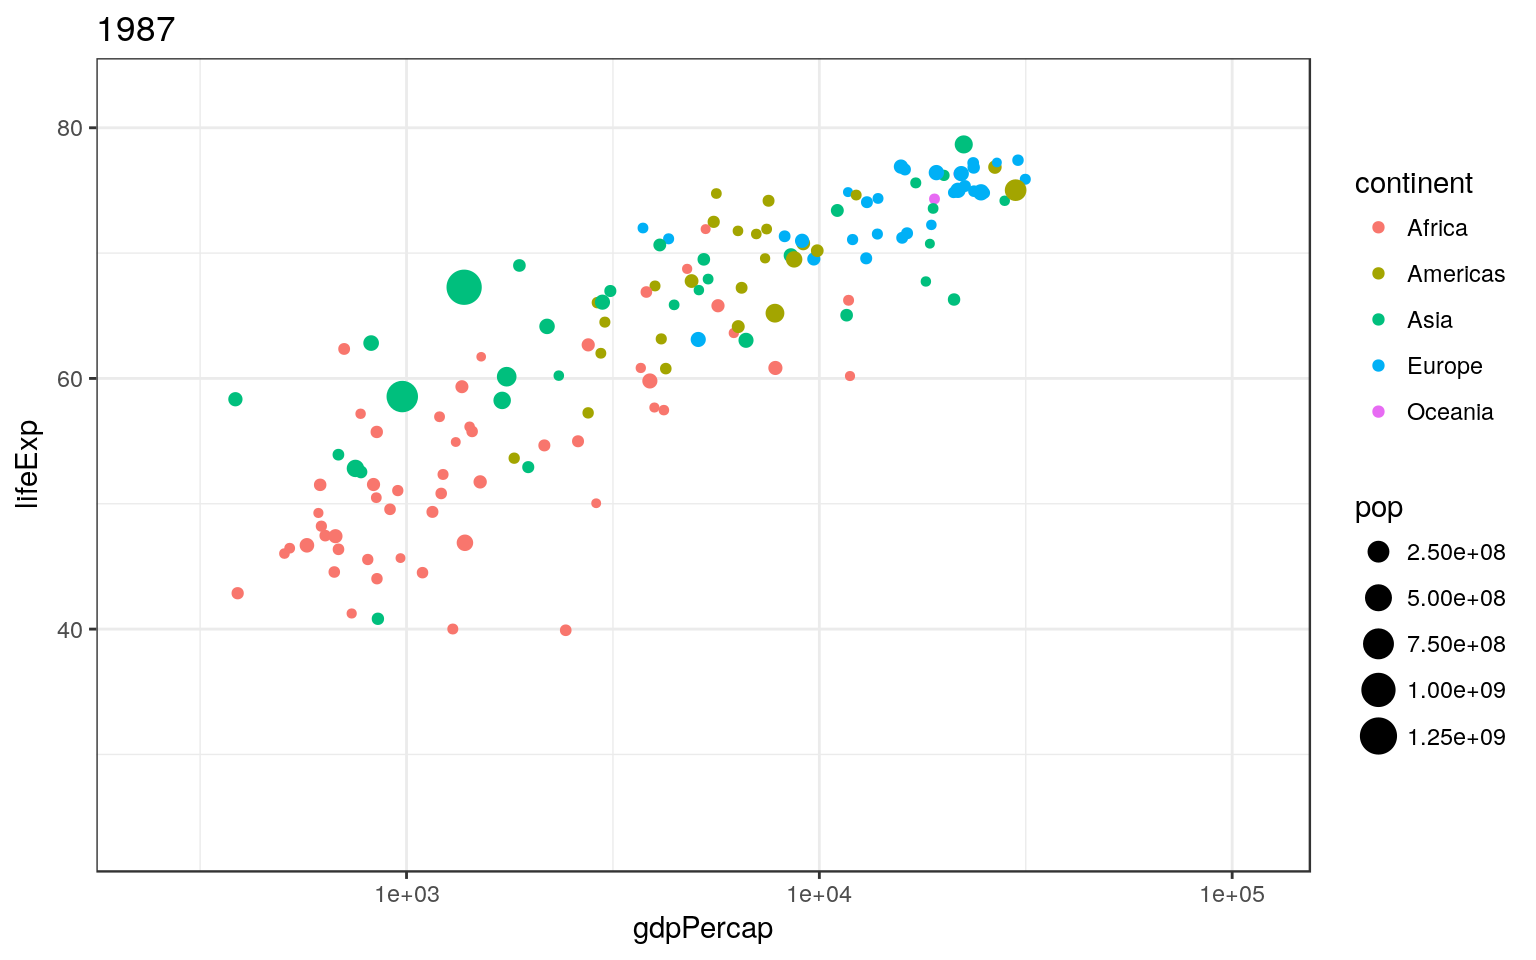 1987
lifeExp
80
60
40
1e+03
1e+04
1e+05
gdpPercap
continent
Africa
Americas
Asia
Europe
Oceania
pop
2.50e+08
5.00e+08
7.50e+08
1.00e+09
1.25e+09